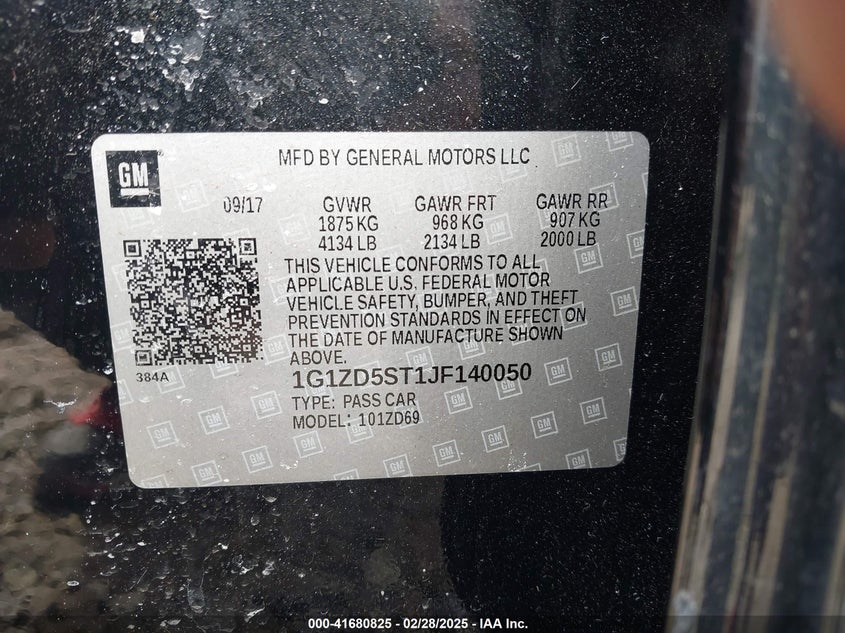 GM
MFD BY GENERAL MOTORS LLC
09/17
GVWR GAWR FRT GAWR RR
1875 KG 968 KG 907 KG
4134 LB 2134 LB 2000 LB
THIS VEHICLE CONFORMS TO ALL
APPLICABLE U.S. FEDERAL MOTOR
VEHICLE SAFETY, BUMPER, AND THEFT
PREVENTION STANDARDS IN EFFECT ON
THE DATE OF MANUFACTURE SHOWN
ABOVE.
384A
1G1ZD5ST1JF140050
TYPE: PASS CAR
MODEL: 101ZD69
000-41680825 - 02/28/2025 - IAA Inc.